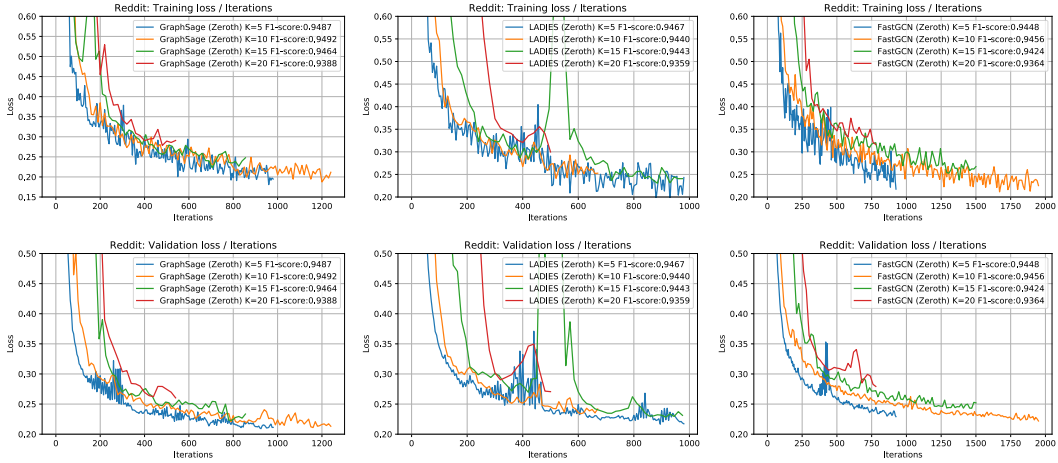 Reddit: Training loss / Iterations
0,60
0,55
0,50
0,45
0,40
0,35
0,30
0,25
0,20
0,15
Loss
GraphSage (Zeroth) K=5 F1-score:0,9487
GraphSage (Zeroth) K=10 F1-score:0,9492
GraphSage (Zeroth) K=15 F1-score:0,9464
GraphSage (Zeroth) K=20 F1-score:0,9388
0 200 400 600 800 1000 1200
Iterations
Reddit: Training loss / Iterations
0,60
0,55
0,50
0,45
0,40
0,35
0,30
0,25
0,20
Loss
LADIES (Zeroth) K=5 F1-score:0,9467
LADIES (Zeroth) K=10 F1-score:0,9440
LADIES (Zeroth) K=15 F1-score:0,9443
LADIES (Zeroth) K=20 F1-score:0,9359
0 200 400 600 800 1000
Iterations
Reddit: Training loss / Iterations
0,60
0,55
0,50
0,45
0,40
0,35
0,30
0,25
0,20
Loss
FastGCN (Zeroth) K=5 F1-score:0,9448
FastGCN (Zeroth) K=10 F1-score:0,9456
FastGCN (Zeroth) K=15 F1-score:0,9424
FastGCN (Zeroth) K=20 F1-score:0,9364
0 250 500 750 1000 1250 1500 1750 2000
Iterations
Reddit: Validation loss / Iterations
0,50
0,45
0,40
0,35
0,30
0,25
0,20
Loss
GraphSage (Zeroth) K=5 F1-score:0,9487
GraphSage (Zeroth) K=10 F1-score:0,9492
GraphSage (Zeroth) K=15 F1-score:0,9464
GraphSage (Zeroth) K=20 F1-score:0,9388
0 200 400 600 800 1000 1200
Iterations
Reddit: Validation loss / Iterations
0,50
0,45
0,40
0,35
0,30
0,25
0,20
Loss
LADIES (Zeroth) K=5 F1-score:0,9467
LADIES (Zeroth) K=10 F1-score:0,9440
LADIES (Zeroth) K=15 F1-score:0,9443
LADIES (Zeroth) K=20 F1-score:0,9359
0 200 400 600 800 1000
Iterations
Reddit: Validation loss / Iterations
0,50
0,45
0,40
0,35
0,30
0,25
0,20
Loss
FastGCN (Zeroth) K=5 F1-score:0,9448
FastGCN (Zeroth) K=10 F1-score:0,9456
FastGCN (Zeroth) K=15 F1-score:0,9424
FastGCN (Zeroth) K=20 F1-score:0,9364
0 250 500 750 1000 1250 1500 1750 2000
Iterations